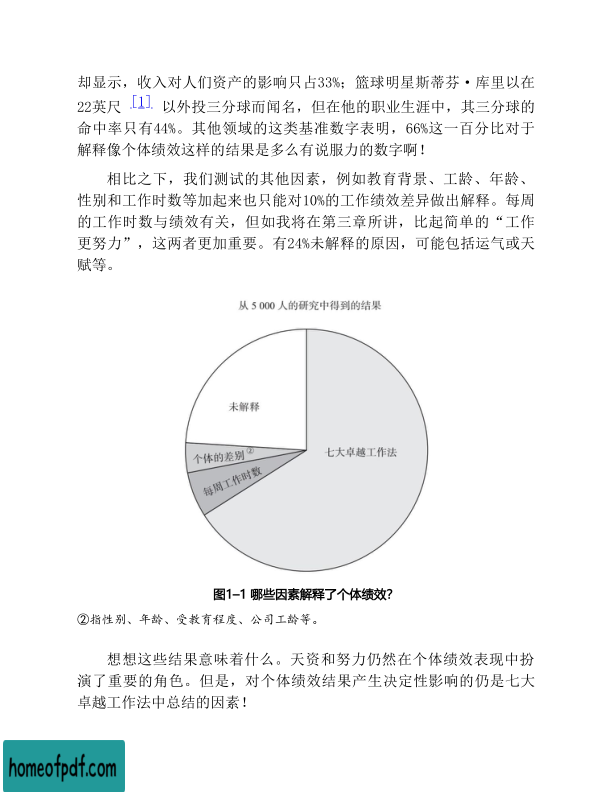 却显示，收入对人们资产的影响只占33%；篮球明星斯蒂芬·库里以在
22英尺 [1] 以外投三分球而闻名，但在他的职业生涯中，其三分球的
命中率只有44%。其他领域的这类基准数字表明，66%这一百分比对于
解释像个体绩效这样的结果是多么有说服力的数字啊！
相比之下，我们测试的其他因素，例如教育背景、工龄、年龄、
性别和工作时数等加起来也只能对10%的工作绩效差异做出解释。每周
的工作时数与绩效有关，但如我将在第三章所讲，比起简单的“工作
更努力”，这两者更加重要。有24%未解释的原因，可能包括运气或天
赋等。
从 5 000 人的研究中得到的结果
未解释
个体的差别②
七大卓越工作法
每周工作时数
图1–1 哪些因素解释了个体绩效？
②指性别、年龄、受教育程度、公司工龄等。
想想这些结果意味着什么。天资和努力仍然在个体绩效表现中扮
演了重要的角色。但是，对个体绩效结果产生决定性影响的仍是七大
卓越工作法中总结的因素！
homeofpdf.com